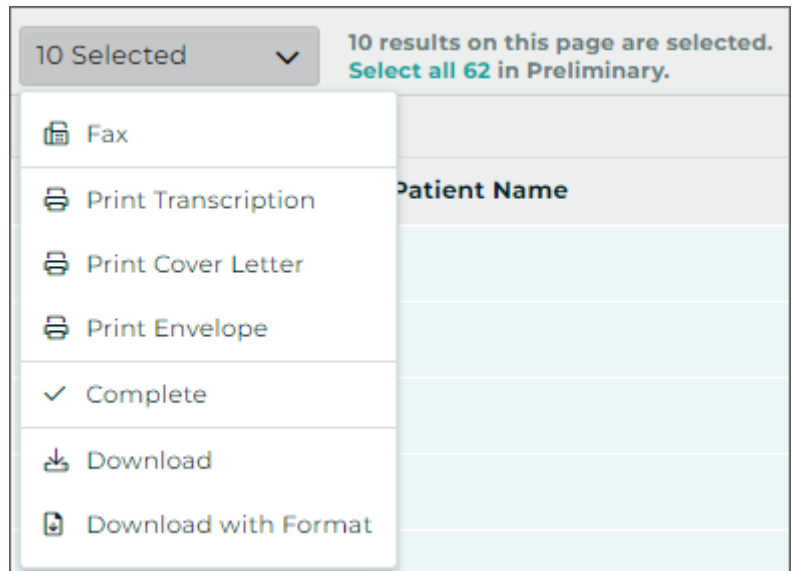 10 Selected
10 results on this page are selected.
Select all 62 in Preliminary.
Fax
Print Transcription
Patient Name
Print Cover Letter
Print Envelope
Complete
Download
Download with Format